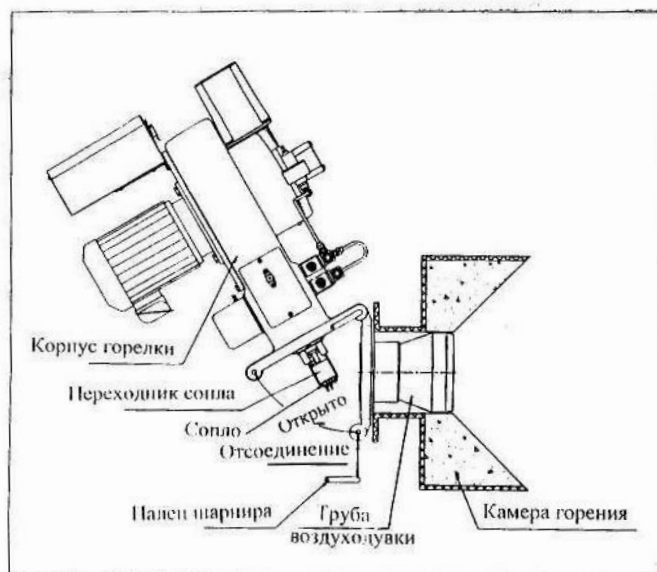 Корпус горелки
Переходник сопла
Сопло
Открыто
Отсоединение
Палец шарнира
Труба
воздуходувки
Камера горения